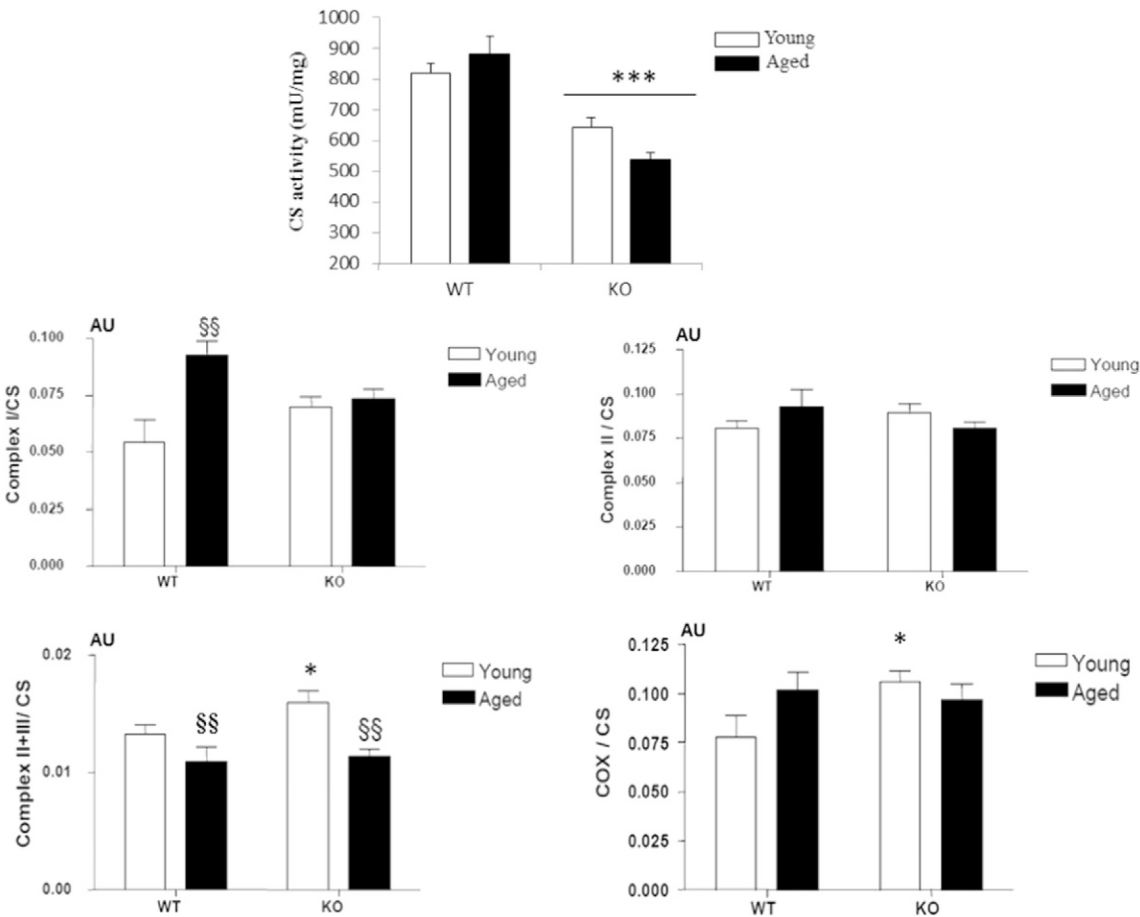 1000
900
800
700
600
500
400
300
200
CS activity (mU/mg)
***
Young
Aged
WT KO
AU
0.100
0.075
0.050
0.025
0.000
Complex I/CS
§§
Young
Aged
WT KO
AU
0.125
0.100
0.075
0.050
0.025
0.000
Complex II / CS
Young
Aged
WT KO
AU
0.02
0.01
0.00
Complex II+III/ CS
§§
*
§§
Young
Aged
WT KO
AU
0.125
0.100
0.075
0.050
0.025
0.000
COX / CS
*
Young
Aged
WT KO